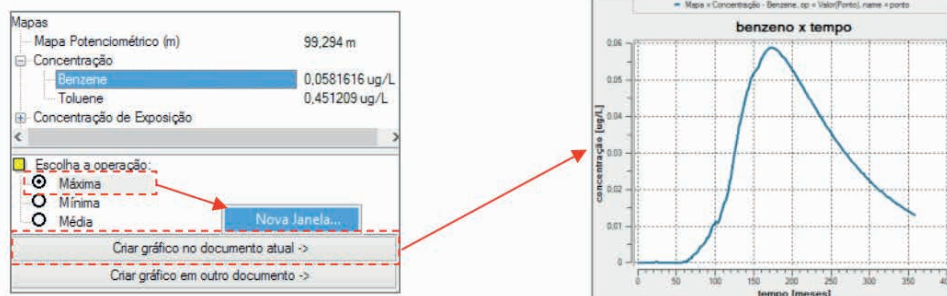 Mapas
Mapa Potenciométrico (m) 99,294 m
Concentração
Benzene 0,0581616 ug/L
Toluene 0,451209 ug/L
Concentração de Exposição
Escolha a operação:
Máxima
Mínima
Média
Nova Janela...
Criar gráfico no documento atual ->
Criar gráfico em outro documento ->
Mapa = Concentração - Benzene, op = Valor(Ponto), name = ponto
benzeno x tempo
concentração [ug/L]
0.06
0.05
0.04
0.03
0.02
0.01
0
0 50 100 150 200 250 300 350
tempo [meses]